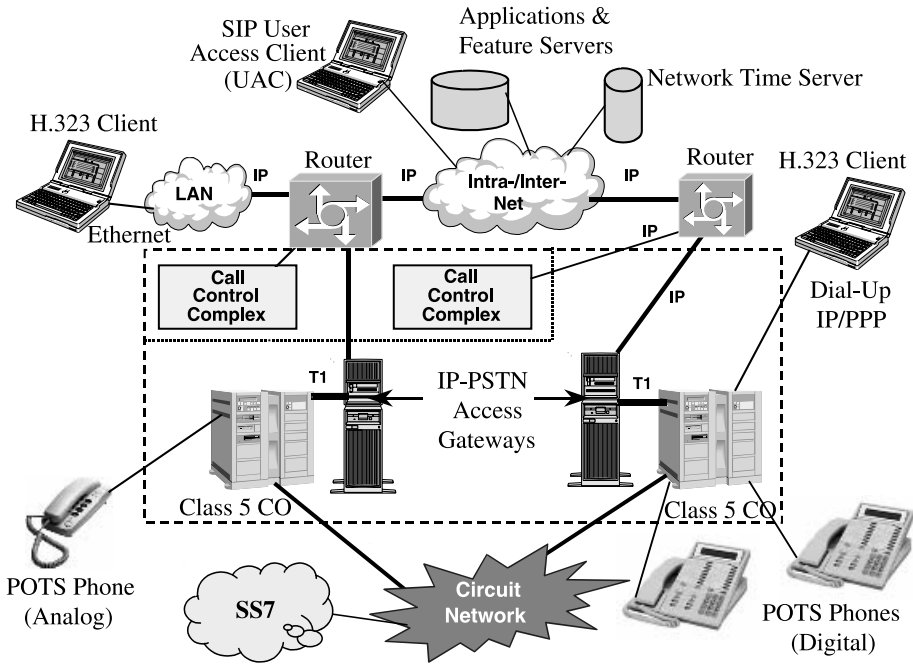 SIP User
Access Client
(UAC)
Applications &
Feature Servers
Network Time Server
H.323 Client
LAN
IP
Router
IP
Intra-/Inter-
Net
IP
Router
H.323 Client
Ethernet
IP
Call
Control
Complex
Call
Control
Complex
IP
Dial-Up
IP/PPP
T1
IP-PSTN
Access
Gateways
T1
Class 5 CO
Class 5 CO
POTS Phone
(Analog)
SS7
Circuit
Network
POTS Phones
(Digital)